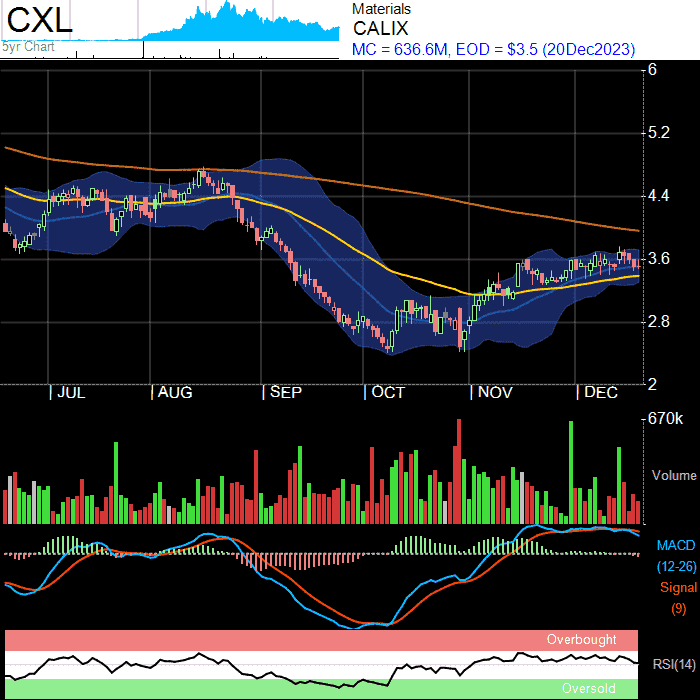 CXL
5yr Chart
Materials
CALIX
MC = 636.6M, EOD = $3.5 (20Dec2023)
6
5.2
4.4
3.6
2.8
2
| JUL | AUG | SEP | OCT | NOV | DEC
670k
Volume
MACD
(12-26)
Signal
(9)
Overbought
RSI(14)
Oversold